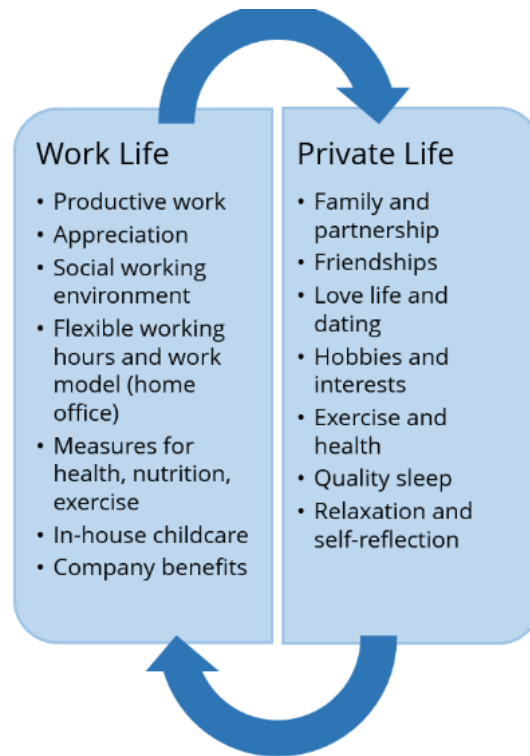 Work Life
• Productive work
• Appreciation
• Social working
environment
• Flexible working
hours and work
model (home
office)
• Measures for
health, nutrition,
exercise
• In-house childcare
• Company benefits
Private Life
• Family and
partnership
• Friendships
• Love life and
dating
• Hobbies and
interests
• Exercise and
health
• Quality sleep
• Relaxation and
self-reflection